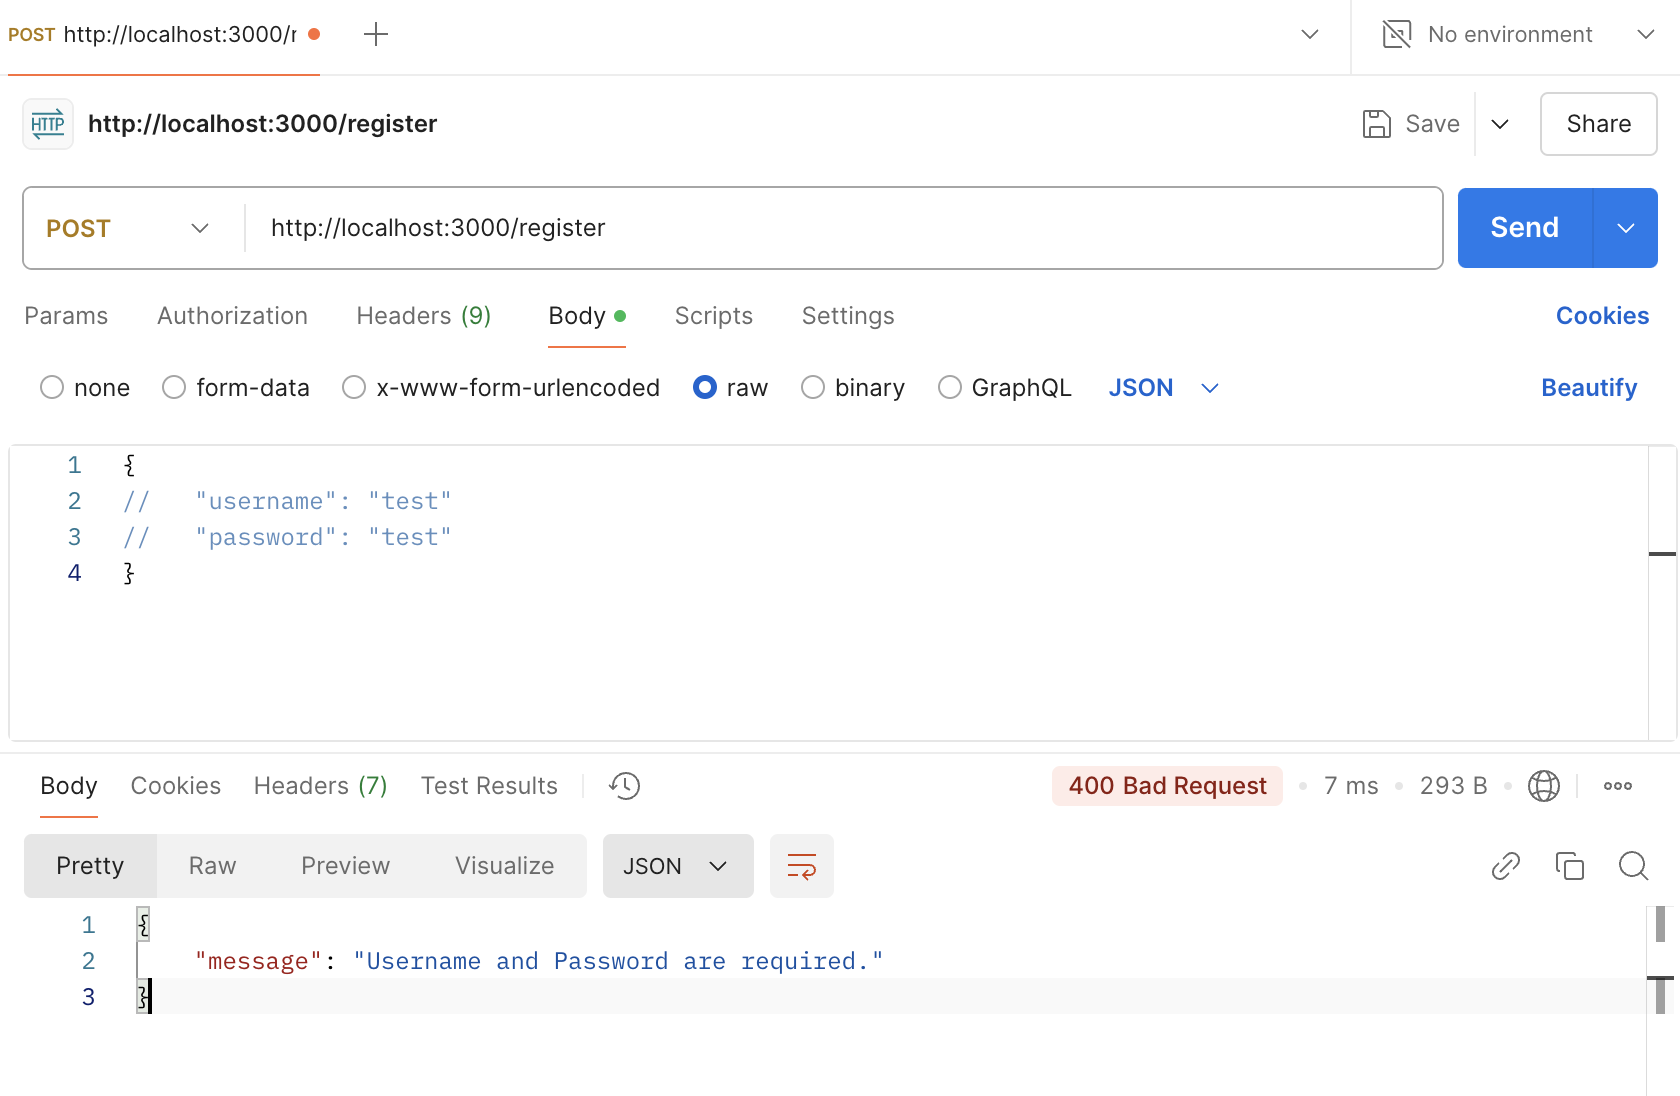 POST http://localhost:3000/r No environment
HTTP http://localhost:3000/register Save Share
POST http://localhost:3000/register Send
Params Authorization Headers (9) Body Scripts Settings Cookies
none form-data x-www-form-urlencoded raw binary GraphQL JSON Beautify
1 {
2 // "username": "test"
3 // "password": "test"
4 }
Body Cookies Headers (7) Test Results 400 Bad Request 7 ms 293 B
Pretty Raw Preview Visualize JSON
1 {
2 "message": "Username and Password are required."
3 }